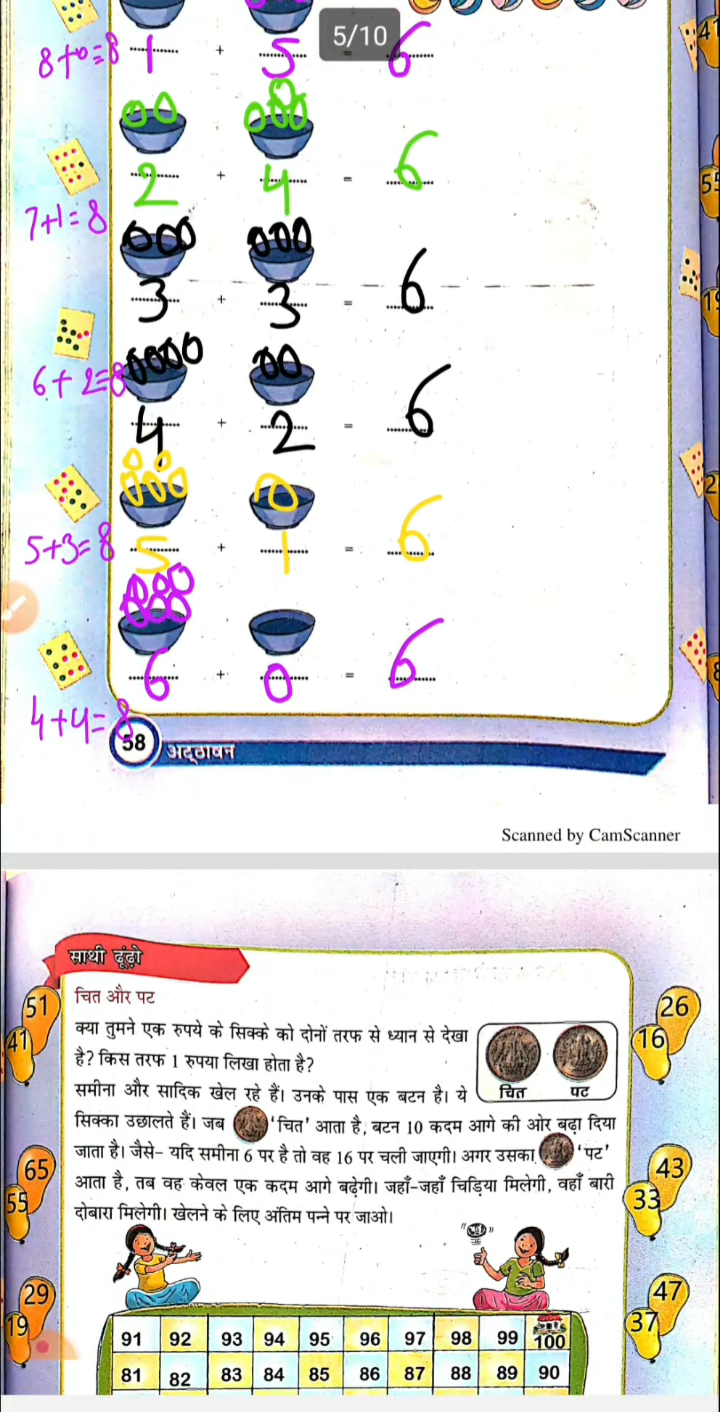 5/10
8+0=8
1 + 5 = 6
2 + 4 = 6
7+1=8
3 + 3 = 6
6+2=8
4 + 2 = 6
5+3=8
5 + 1 = 6
6 + 0 = 6
4+4=8
58 अट्ठावन
Scanned by CamScanner
साथी ढूंढ़ो
चित और पट
क्या तुमने एक रुपये के सिक्के को दोनों तरफ से ध्यान से देखा
है? किस तरफ 1 रुपया लिखा होता है?
चित पट
समीना और सादिक खेल रहे हैं। उनके पास एक बटन है। ये
सिक्का उछालते हैं। जब 'चित' आता है, बटन 10 कदम आगे की ओर बढ़ा दिया
जाता है। जैसे- यदि समीना 6 पर है तो वह 16 पर चली जाएगी। अगर उसका 'पट'
आता है, तब वह केवल एक कदम आगे बढ़ेगी। जहाँ-जहाँ चिड़िया मिलेगी, वहाँ बारी
दोबारा मिलेगी। खेलने के लिए अंतिम पन्ने पर जाओ।
51
41
65
55
29
19
26
16
43
33
47
37
91 92 93 94 95 96 97 98 99 100
81 82 83 84 85 86 87 88 89 90